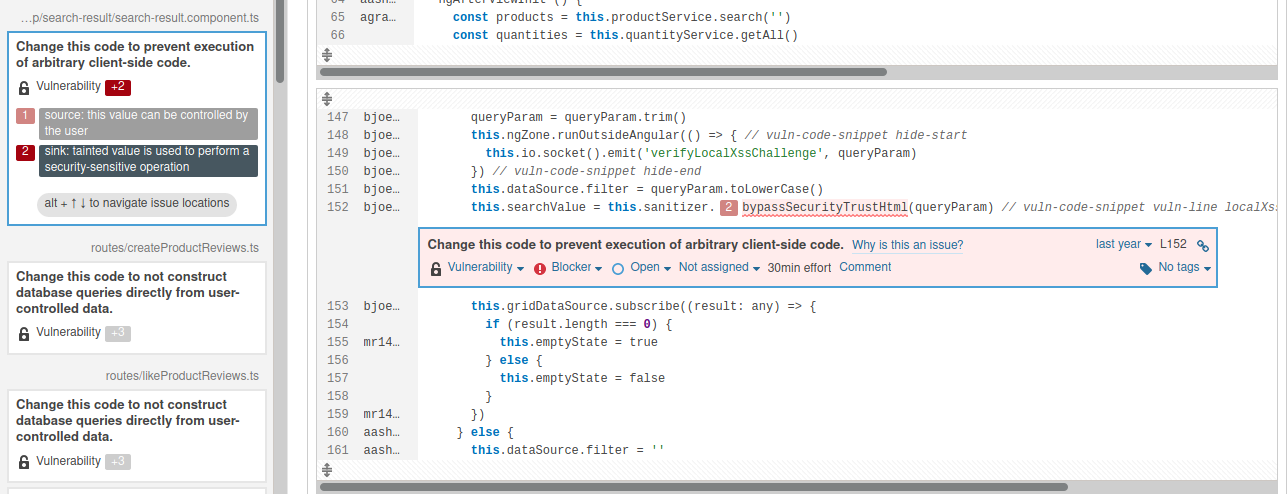 …p/search-result/search-result.component.ts
Change this code to prevent execution
of arbitrary client-side code.
Vulnerability +2
1 source: this value can be controlled by
the user
2 sink: tainted value is used to perform a
security-sensitive operation
alt + ↑ ↓ to navigate issue locations
routes/createProductReviews.ts
Change this code to not construct
database queries directly from user-
controlled data.
Vulnerability +3
routes/likeProductReviews.ts
Change this code to not construct
database queries directly from user-
controlled data.
Vulnerability +3
65 agra… const products = this.productService.search('')
66 const quantities = this.quantityService.getAll()
147 bjoe… queryParam = queryParam.trim()
148 bjoe… this.ngZone.runOutsideAngular(() => { // vuln-code-snippet hide-start
149 bjoe… this.io.socket().emit('verifyLocalXssChallenge', queryParam)
150 bjoe… }) // vuln-code-snippet hide-end
151 bjoe… this.dataSource.filter = queryParam.toLowerCase()
152 bjoe… this.searchValue = this.sanitizer. 2 bypassSecurityTrustHtml(queryParam) // vuln-code-snippet vuln-line
Change this code to prevent execution of arbitrary client-side code. Why is this an issue? last year L152
Vulnerability Blocker Open Not assigned 30min effort Comment No tags
153 bjoe… this.gridDataSource.subscribe((result: any) => {
154 if (result.length === 0) {
155 mr14… this.emptyState = true
156 } else {
157 this.emptyState = false
158 }
159 mr14… })
160 aash… } else {
161 aash… this.dataSource.filter = ''